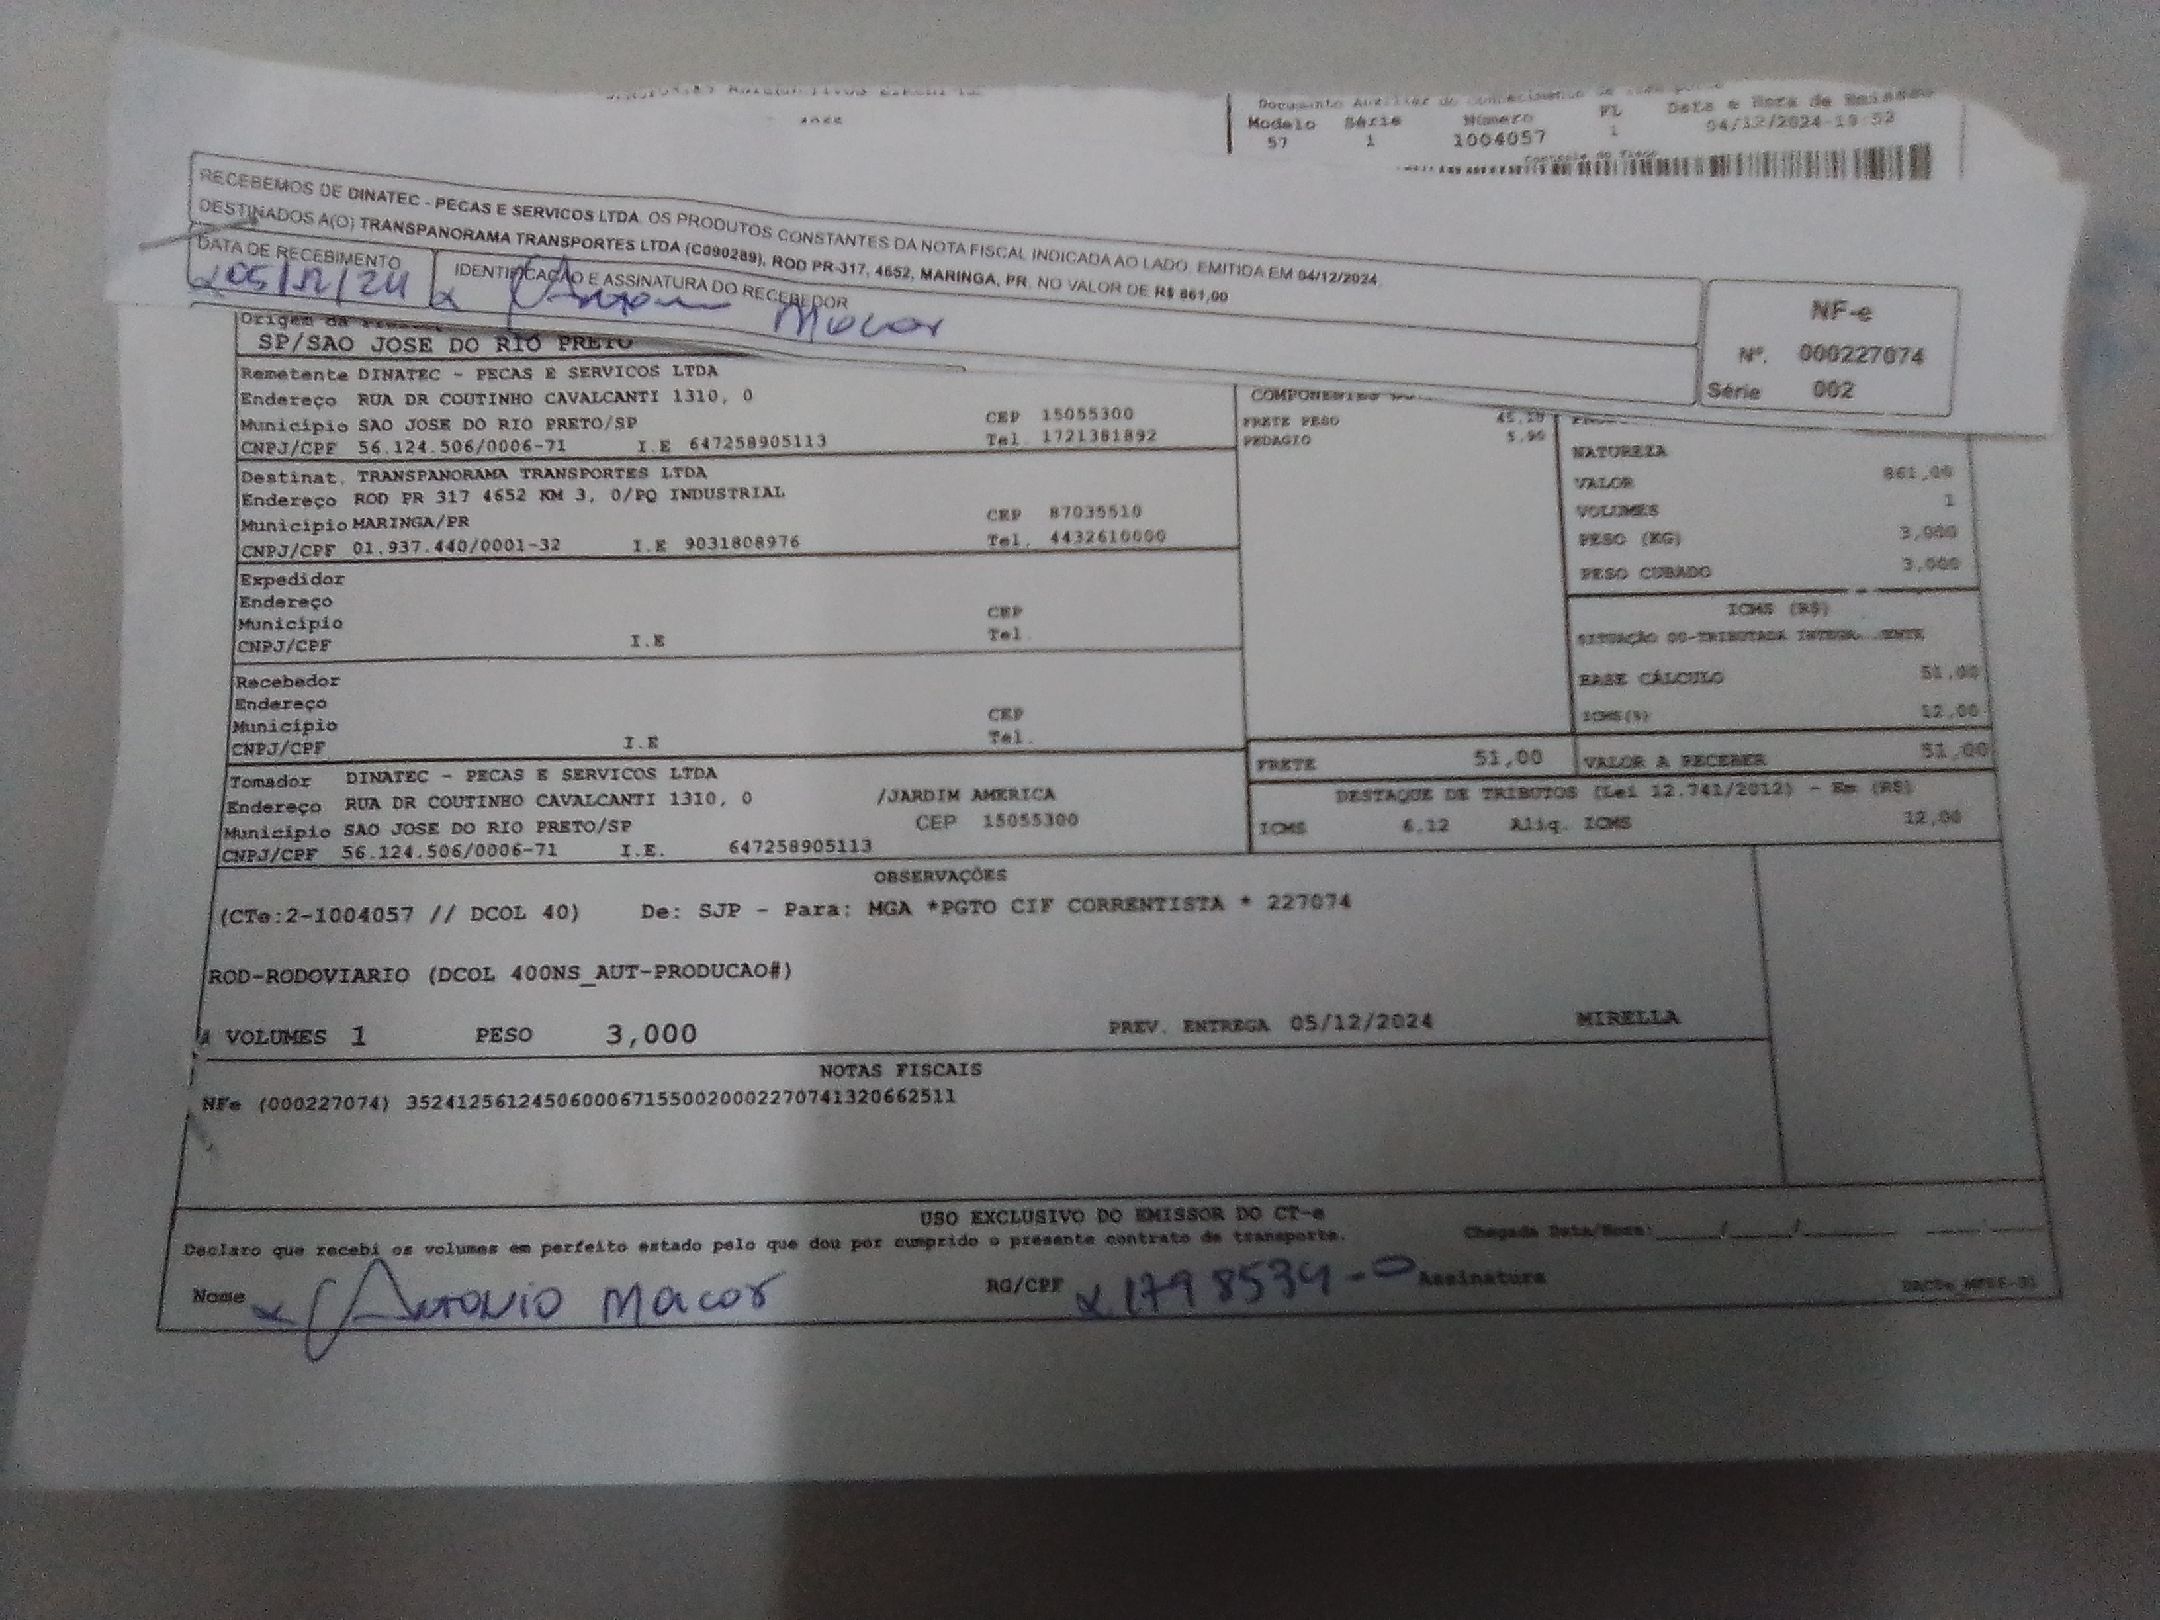 Documento Auxiliar do Conhecimento de
Modelo Série Número FL Data e Hora de Emissão
57 1 1004057 1 04/12/2024-18:52
RECEBEMOS DE DINATEC - PECAS E SERVICOS LTDA OS PRODUTOS CONSTANTES DA NOTA FISCAL INDICADA AO LADO. EMITIDA EM 04/12/2024
DESTINADOS A(O) TRANSPANORAMA TRANSPORTES LTDA (C090289), ROD PR-317, 4652, MARINGA, PR. NO VALOR DE R$ 861,00
DATA DE RECEBIMENTO IDENTIFICAÇÃO E ASSINATURA DO RECEBEDOR
05/12/24 Antonio Macor
NF-e
Nº. 000227074
Série 002
Origem da
SP/SAO JOSE DO RIO PRETO
Remetente DINATEC - PECAS E SERVICOS LTDA
Endereço RUA DR COUTINHO CAVALCANTI 1310, 0
Município SAO JOSE DO RIO PRETO/SP CEP 15055300
CNPJ/CPF 56.124.506/0006-71 I.E 647258905113 Tel. 1721381892
Destinat. TRANSPANORAMA TRANSPORTES LTDA
Endereço ROD PR 317 4652 KM 3, 0/PQ INDUSTRIAL
Município MARINGA/PR CEP 87035510
CNPJ/CPF 01.937.440/0001-32 I.E 9031808976 Tel. 4432610000
Expedidor
Endereço
Município CEP
CNPJ/CPF I.E Tel.
Recebedor
Endereço
Município CEP
CNPJ/CPF I.E Tel.
Tomador DINATEC - PECAS E SERVICOS LTDA
Endereço RUA DR COUTINHO CAVALCANTI 1310, 0 /JARDIM AMERICA
Município SAO JOSE DO RIO PRETO/SP CEP 15055300
CNPJ/CPF 56.124.506/0006-71 I.E. 647258905113
FRETE PESO 45,10
PEDAGIO 5,90
NATUREZA
VALOR 861,00
VOLUMES 1
PESO (KG) 3,000
PESO CUBADO 3,000
ICMS (R$)
BASE CÁLCULO 51,00
ICMS(%) 12,00
FRETE 51,00 VALOR A RECEBER 51,00
DESTAQUE DE TRIBUTOS (Lei 12.741/2012) - Em (R$)
ICMS 6.12 Aliq. ICMS 12,00
OBSERVAÇÕES
(CTe:2-1004057 // DCOL 40) De: SJP - Para: MGA *PGTO CIF CORRENTISTA * 227074
ROD-RODOVIARIO (DCOL 400NS_AUT-PRODUCAO#)
VOLUMES 1 PESO 3,000 PREV. ENTREGA 05/12/2024 MIRELLA
NOTAS FISCAIS
NFe (000227074) 35241256124506000671550020002270741320662511
USO EXCLUSIVO DO EMISSOR DO CT-e
Declaro que recebi os volumes em perfeito estado pelo que dou por cumprido o presente contrato de transporte. Chegada Data/Hora:
Nome Antonio Macor RG/CPF 1798534-0 Assinatura